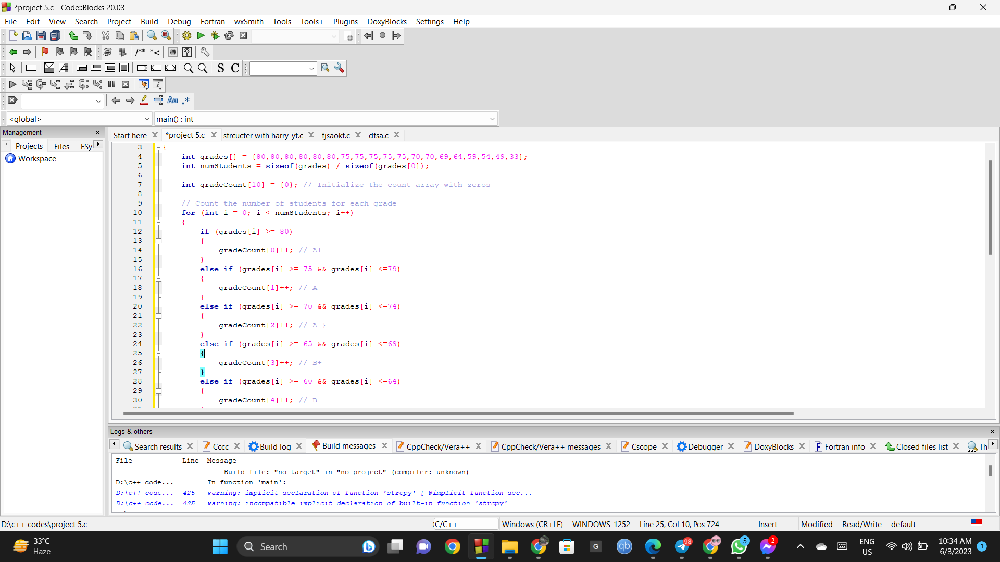 *project 5.c - Code::Blocks 20.03
File Edit View Search Project Build Debug Fortran wxSmith Tools Tools+ Plugins DoxyBlocks Settings Help
/** *<
S C
Aa .*
<global> main() : int
Management
Start here *project 5.c strcucter with harry-yt.c fjsaokf.c dfsa.c
Projects Files FSy
Workspace
3 {
4 int grades[] = {80,80,80,80,80,80,75,75,75,75,75,70,70,69,64,59,54,49,33};
5 int numStudents = sizeof(grades) / sizeof(grades[0]);
6
7 int gradeCount[10] = {0}; // Initialize the count array with zeros
8
9 // Count the number of students for each grade
10 for (int i = 0; i < numStudents; i++)
11 {
12 if (grades[i] >= 80)
13 {
14 gradeCount[0]++; // A+
15 }
16 else if (grades[i] >= 75 && grades[i] <=79)
17 {
18 gradeCount[1]++; // A
19 }
20 else if (grades[i] >= 70 && grades[i] <=74)
21 {
22 gradeCount[2]++; // A-}
23 }
24 else if (grades[i] >= 65 && grades[i] <=69)
25 {
26 gradeCount[3]++; // B+
27 }
28 else if (grades[i] >= 60 && grades[i] <=64)
29 {
30 gradeCount[4]++; // B
Logs & others
Search results Cccc Build log Build messages CppCheck/Vera++ CppCheck/Vera++ messages Cscope Debugger DoxyBlocks Fortran info Closed files list Th
File Line Message
=== Build file: "no target" in "no project" (compiler: unknown) ===
D:\c++ code... In function 'main':
D:\c++ code... 425 warning: implicit declaration of function 'strcpy' [-Wimplicit-function-dec...
D:\c++ code... 425 warning: incompatible implicit declaration of built-in function 'strcpy'
D:\c++ codes\project 5.c C/C++ Windows (CR+LF) WINDOWS-1252 Line 25, Col 10, Pos 724 Insert Modified Read/Write default
33°C
Haze
Search
G
qb
98
5
2
ENG
US
10:34 AM
6/3/2023
1